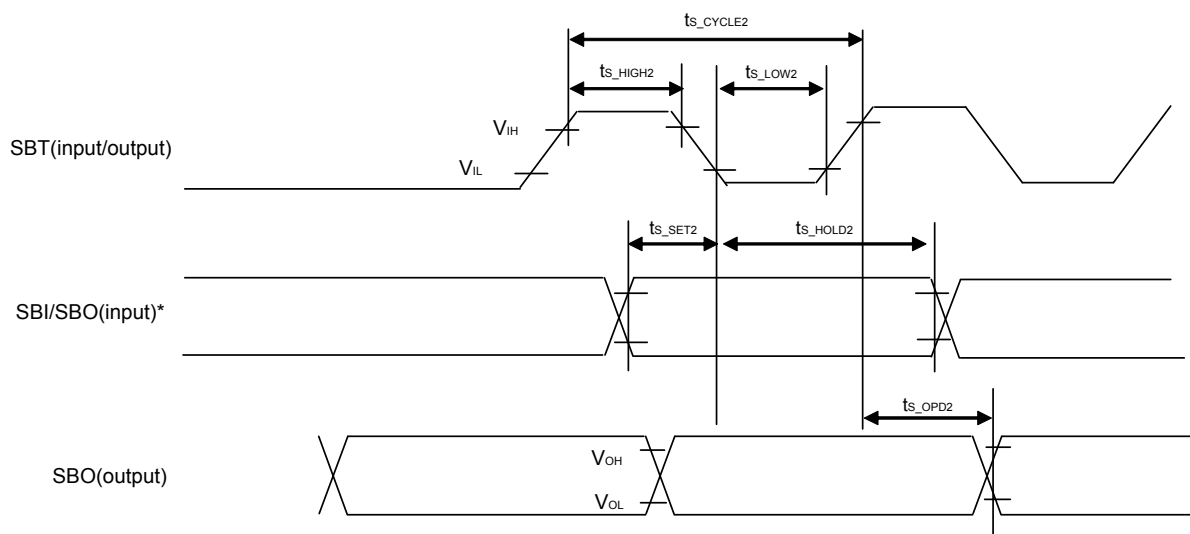 tS_CYCLE2
tS_HIGH2
tS_LOW2
VIH
SBT(input/output)
VIL
tS_SET2
tS_HOLD2
SBI/SBO(input)*
tS_OPD2
VOH
SBO(output)
VOL